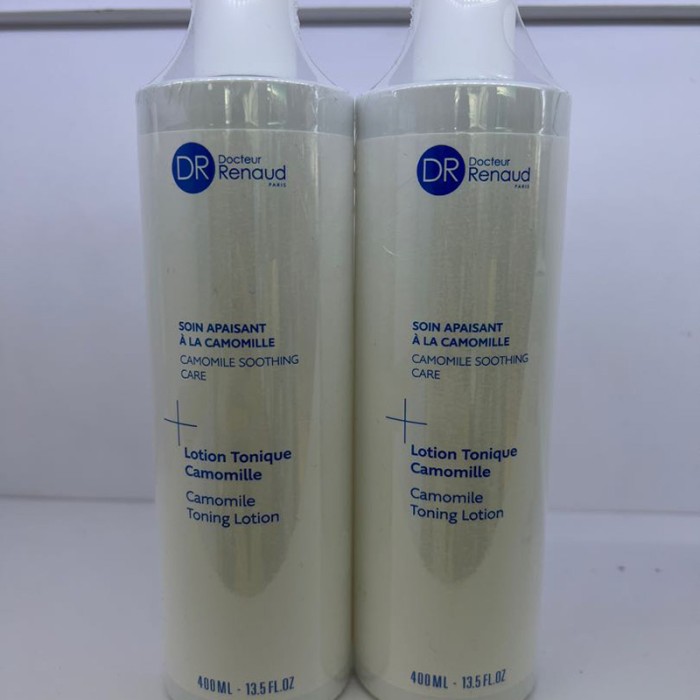 DR Docteur
Renaud
PARIS
SOIN APAISANT
À LA CAMOMILLE
CAMOMILE SOOTHING
CARE
Lotion Tonique
Camomille
Camomile
Toning Lotion
400ML - 13.5 FL.OZ
DR Docteur
Renaud
PARIS
SOIN APAISANT
À LA CAMOMILLE
CAMOMILE SOOTHING
CARE
Lotion Tonique
Camomille
Camomile
Toning Lotion
400ML - 13.5 FL.OZ